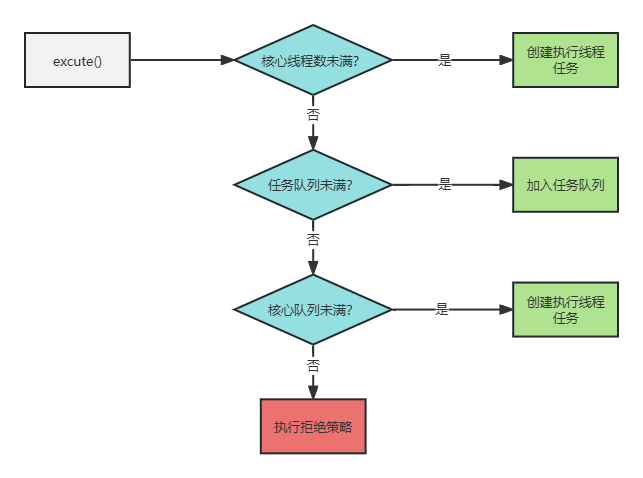 excute()
核心线程数未满?
是
创建执行线程
任务
否
任务队列未满?
是
加入任务队列
否
核心队列未满?
是
创建执行线程
任务
否
执行拒绝策略